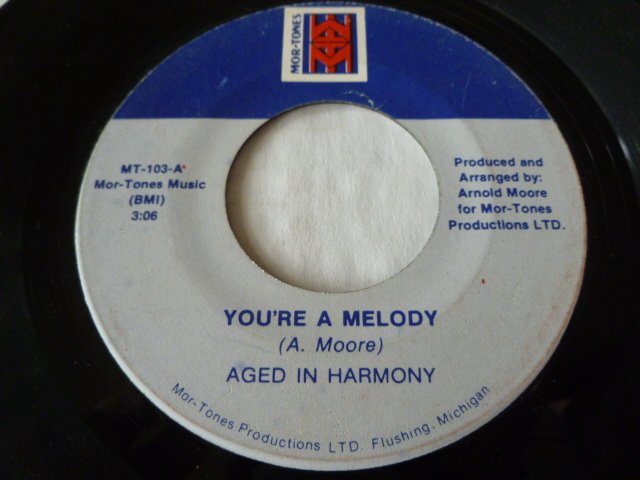 MOR-TONES
MT-103-A
Mor-Tones Music
(BMI)
3:06
Produced and
Arranged by:
Arnold Moore
for Mor-Tones
Productions LTD.
YOU'RE A MELODY
(A. Moore)
AGED IN HARMONY
Mor-Tones Productions LTD. Flushing, Michigan